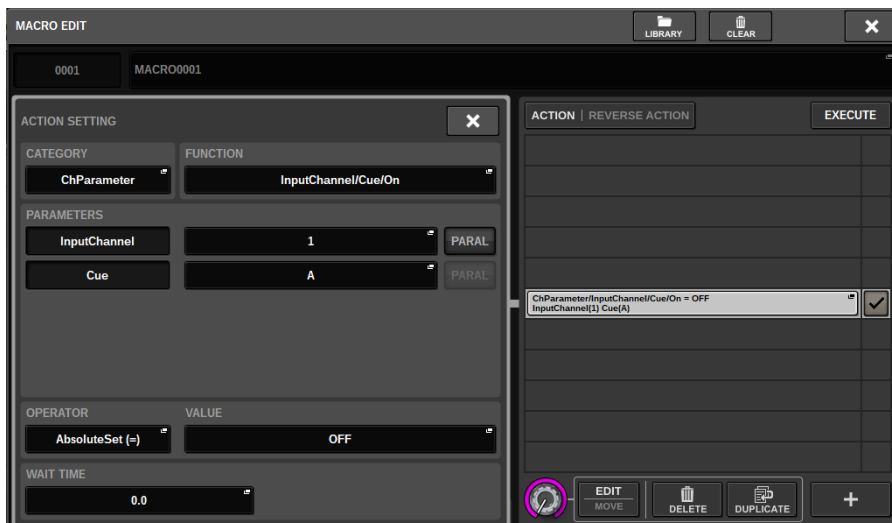 MACRO EDIT
LIBRARY
CLEAR
0001
MACRO0001
ACTION SETTING
CATEGORY
FUNCTION
ChParameter
InputChannel/Cue/On
PARAMETERS
InputChannel
1
PARAL
Cue
A
PARAL
OPERATOR
VALUE
AbsoluteSet (=)
OFF
WAIT TIME
0.0
ACTION | REVERSE ACTION
EXECUTE
ChParameter/InputChannel/Cue/On = OFF
InputChannel(1) Cue(A)
EDIT
MOVE
DELETE
DUPLICATE